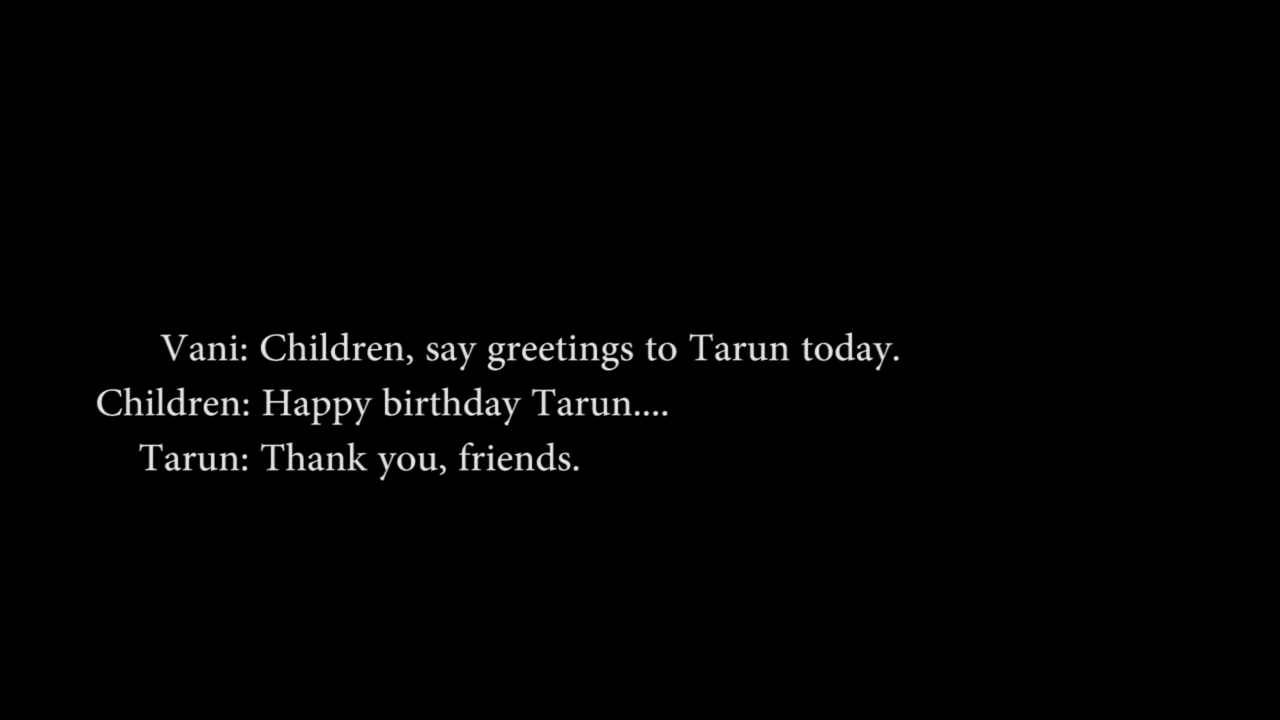 Vani: Children, say greetings to Tarun today.
Children: Happy birthday Tarun....
Tarun: Thank you, friends.